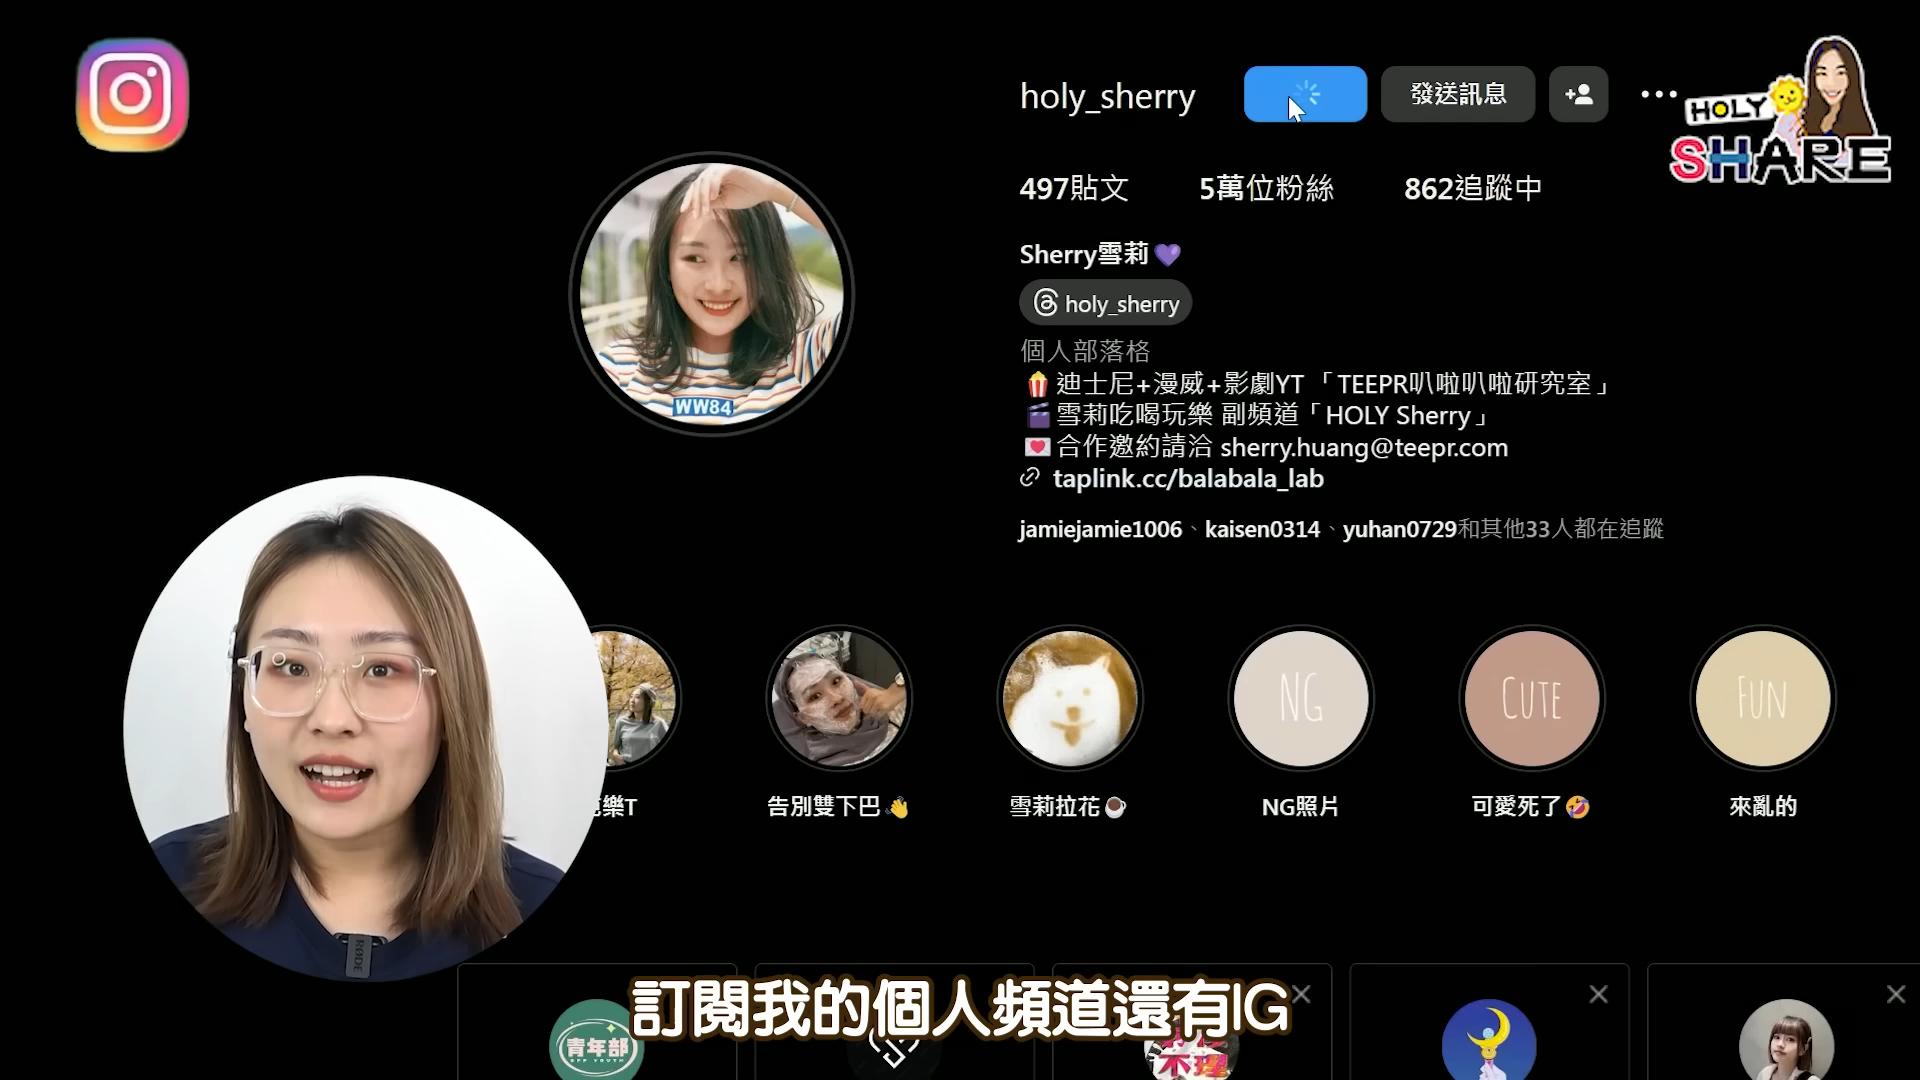 holy_sherry
發送訊息
HOLY
SHARE
497貼文
5萬位粉絲
862追蹤中
Sherry雪莉💜
holy_sherry
個人部落格
🍿迪士尼+漫威+影劇YT「TEEPR叭啦叭啦研究室」
🎬雪莉吃喝玩樂 副頻道「HOLY Sherry」
💌合作邀約請洽 sherry.huang@teepr.com
taplink.cc/balabala_lab
jamiejamie1006、kaisen0314、yuhan0729和其他33人都在追蹤
WW84
NG
CUTE
FUN
樂T
告別雙下巴👋
雪莉拉花☕
NG照片
可愛死了🤣
來亂的
RØDE
訂閱我的個人頻道還有IG
青年部
不理